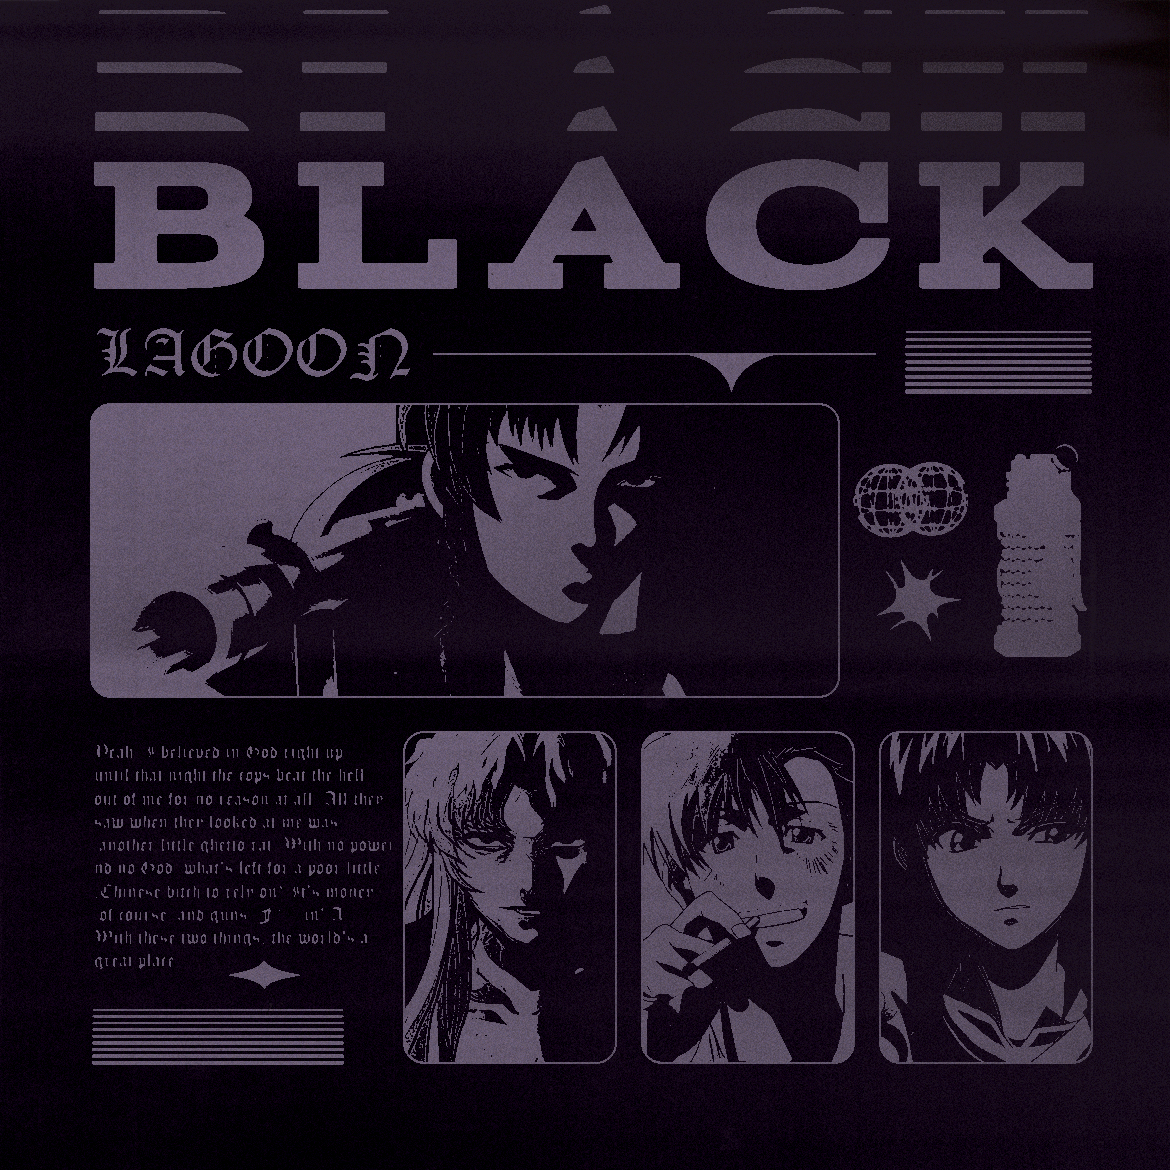 BLACK
LAGOON
Yeah I believed in God right up
until that night the cops beat the hell
out of me for no reason at all All they
saw when they looked at me was
another little ghetto rat With no power
nd no God what's left for a poor little
Chinese bitch to rely on? It's money
of course and guns
With these two things, the world's a
great place